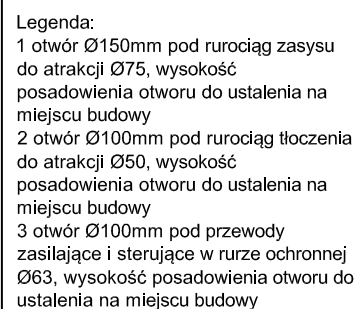 Legenda:
1 otwór Ø150mm pod rurociąg zasysu
do atrakcji Ø75, wysokość
posadowienia otworu do ustalenia na
miejscu budowy
2 otwór Ø100mm pod rurociąg tłoczenia
do atrakcji Ø50, wysokość
posadowienia otworu do ustalenia na
miejscu budowy
3 otwór Ø100mm pod przewody
zasilające i sterujące w rurze ochronnej
Ø63, wysokość posadowienia otworu do
ustalenia na miejscu budowy